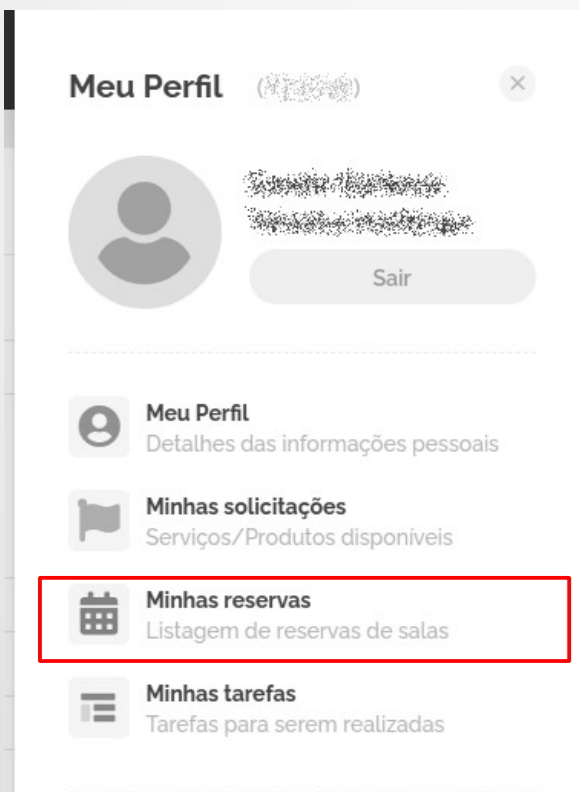 Meu Perfil
Sair
Meu Perfil
Detalhes das informações pessoais
Minhas solicitações
Serviços/Produtos disponíveis
Minhas reservas
Listagem de reservas de salas
Minhas tarefas
Tarefas para serem realizadas